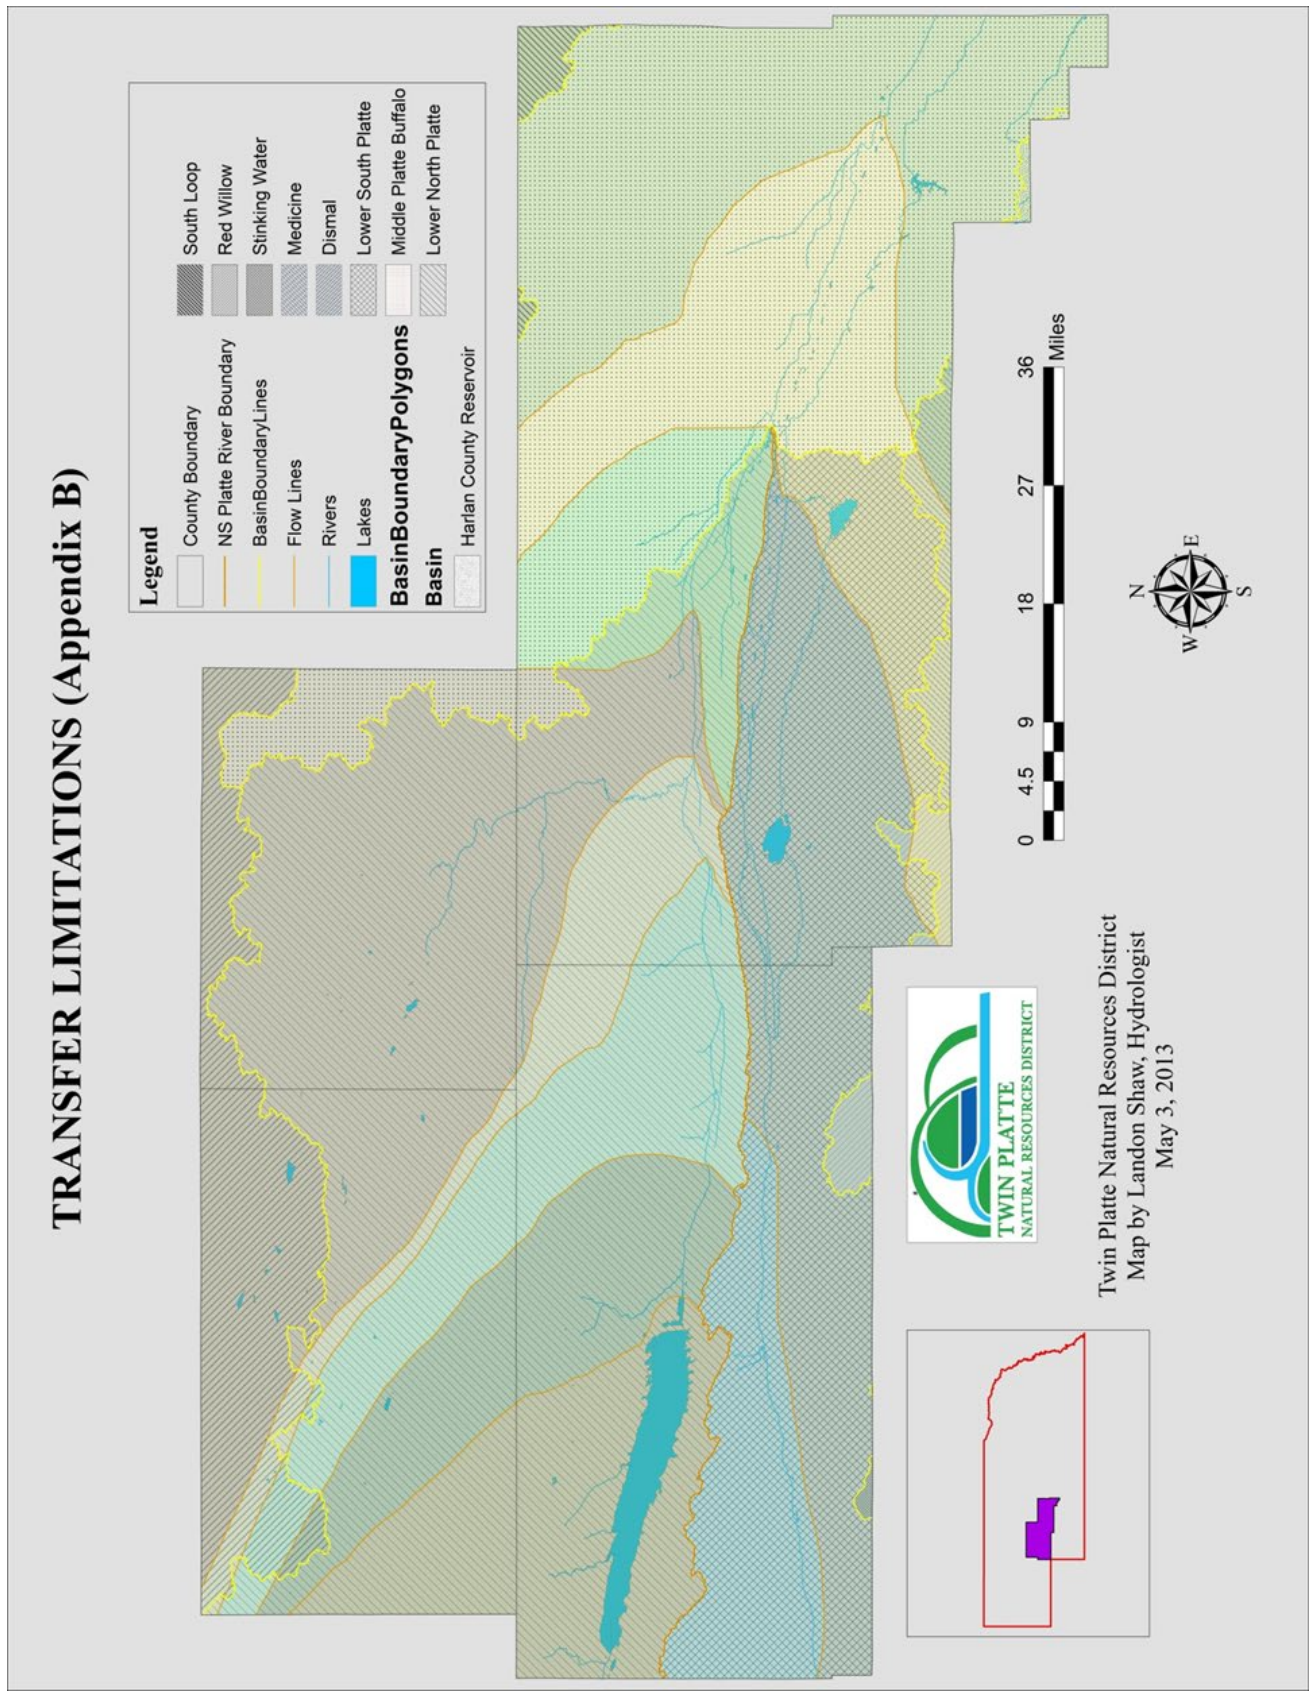 TRANSFER LIMITATIONS (Appendix B)
Legend
County Boundary
NS Platte River Boundary
BasinBoundaryLines
Flow Lines
Rivers
Lakes
BasinBoundaryPolygons
Basin
Harlan County Reservoir
South Loop
Red Willow
Stinking Water
Medicine
Dismal
Lower South Platte
Middle Platte Buffalo
Lower North Platte
0 4.5 9 18 27 36
Miles
N
W E
S
TWIN PLATTE
NATURAL RESOURCES DISTRICT
Twin Platte Natural Resources District
Map by Landon Shaw, Hydrologist
May 3, 2013